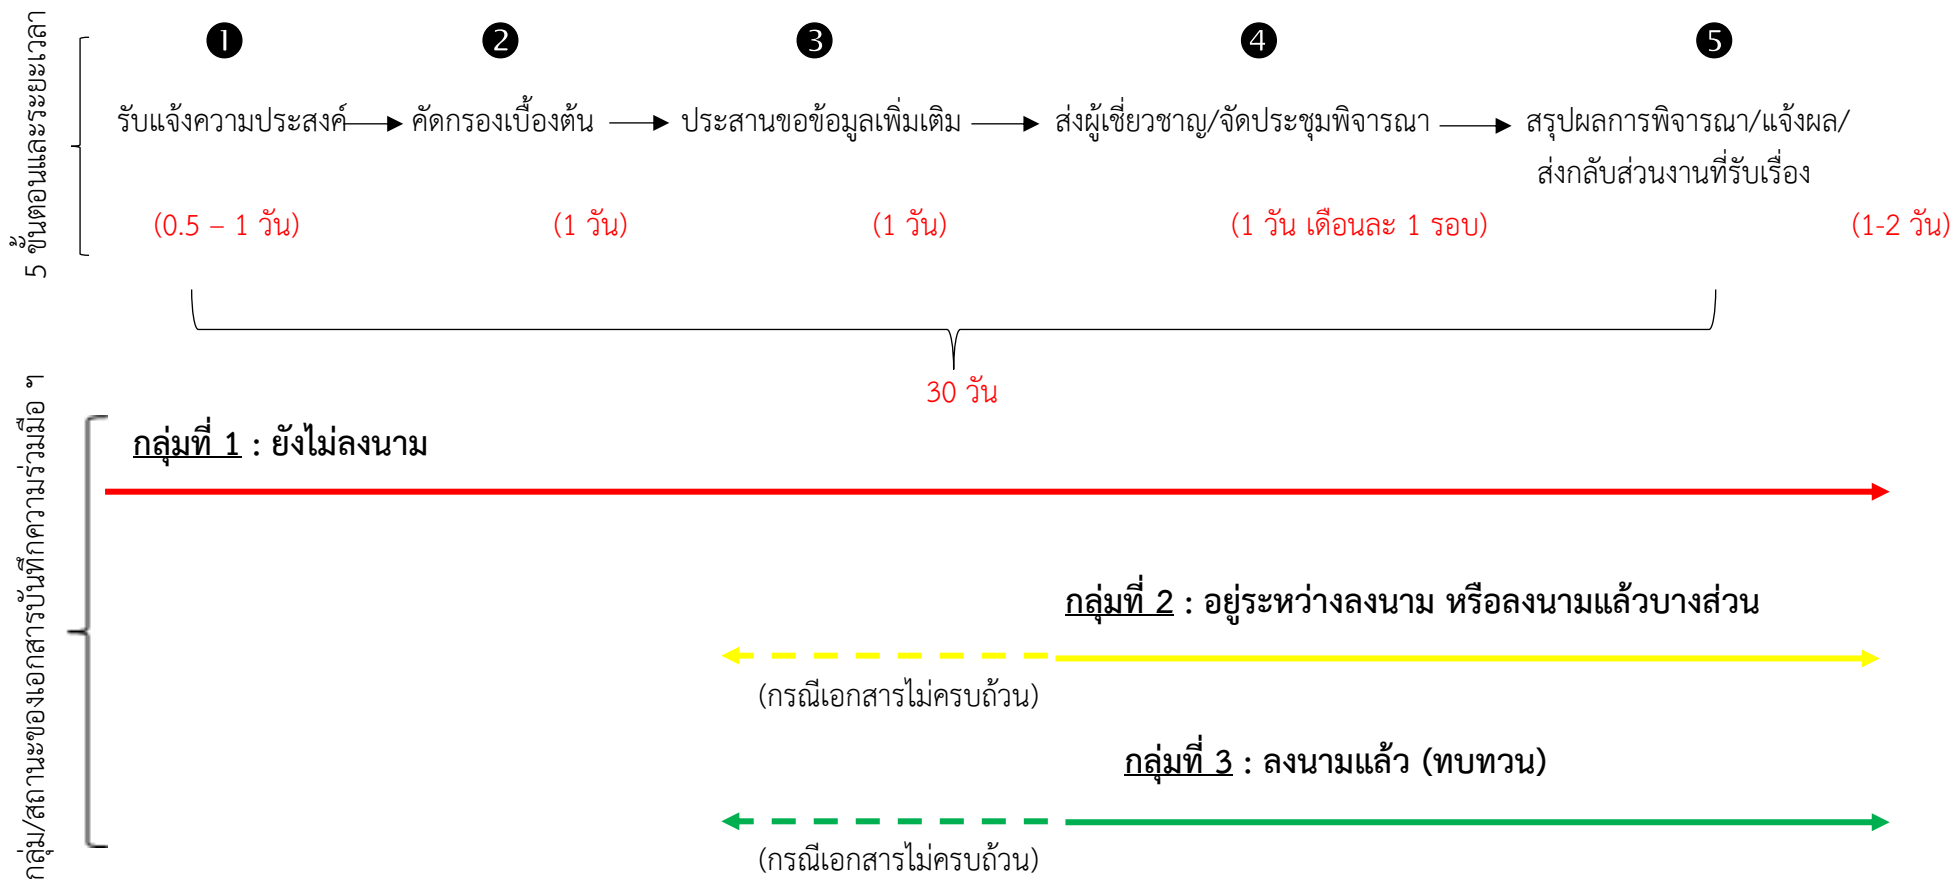 5 ขั้นตอนและระยะเวลา
❶ ❷ ❸ ❹ ❺
รับแจ้งความประสงค์ คัดกรองเบื้องต้น ประสานขอข้อมูลเพิ่มเติม ส่งผู้เชี่ยวชาญ/จัดประชุมพิจารณา สรุปผลการพิจารณา/แจ้งผล/
ส่งกลับส่วนงานที่รับเรื่อง
(0.5 – 1 วัน) (1 วัน) (1 วัน) (1 วัน เดือนละ 1 รอบ) (1-2 วัน)
30 วัน
กลุ่ม/สถานะของเอกสารบันทึกความร่วมมือ ๆ
กลุ่มที่ 1 : ยังไม่ลงนาม
กลุ่มที่ 2 : อยู่ระหว่างลงนาม หรือลงนามแล้วบางส่วน
(กรณีเอกสารไม่ครบถ้วน)
กลุ่มที่ 3 : ลงนามแล้ว (ทบทวน)
(กรณีเอกสารไม่ครบถ้วน)